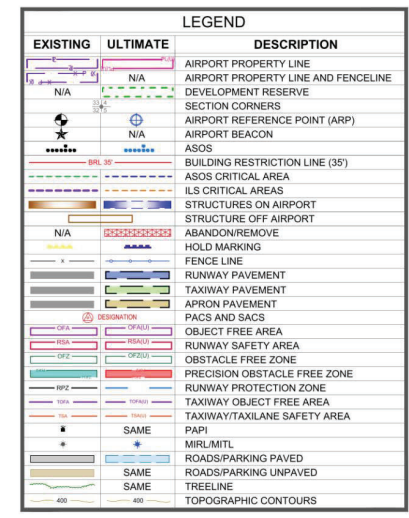 LEGEND
EXISTING ULTIMATE DESCRIPTION
AIRPORT PROPERTY LINE
N/A AIRPORT PROPERTY LINE AND FENCELINE
N/A DEVELOPMENT RESERVE
33 34 SECTION CORNERS
AIRPORT REFERENCE POINT (ARP)
N/A AIRPORT BEACON
ASOS
BRL 35' BUILDING RESTRICTION LINE (35')
ASOS CRITICAL AREA
ILS CRITICAL AREAS
STRUCTURES ON AIRPORT
STRUCTURE OFF AIRPORT
N/A ABANDON/REMOVE
HOLD MARKING
X FENCE LINE
RUNWAY PAVEMENT
TAXIWAY PAVEMENT
APRON PAVEMENT
DESIGNATION PACS AND SACS
OFA OFA(U) OBJECT FREE AREA
RSA RSA(U) RUNWAY SAFETY AREA
OFZ OFZ(U) OBSTACLE FREE ZONE
PRECISION OBSTACLE FREE ZONE
RPZ RUNWAY PROTECTION ZONE
TOFA TOFA(U) TAXIWAY OBJECT FREE AREA
TSA TSA(U) TAXIWAY/TAXILANE SAFETY AREA
SAME PAPI
MIRL/MITL
ROADS/PARKING PAVED
SAME ROADS/PARKING UNPAVED
SAME TREELINE
400 400 TOPOGRAPHIC CONTOURS